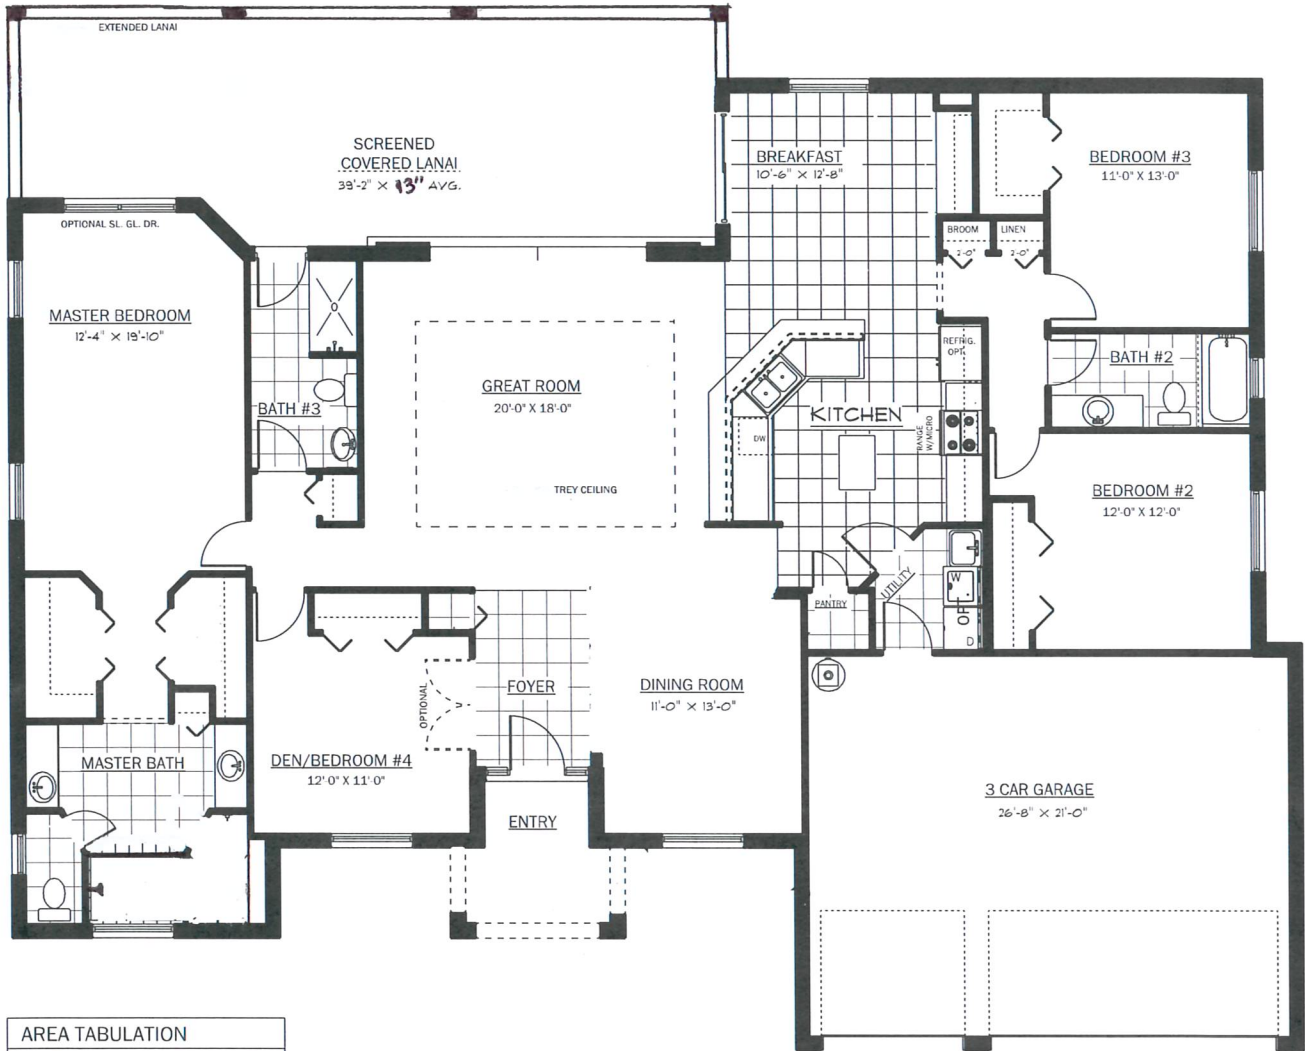 EXTENDED LANAI
SCREENED
COVERED LANAI
39'-2" X 13" AVG.
BREAKFAST
10'-6" X 12'-8"
BEDROOM #3
11'-0" X 13'-0"
OPTIONAL SL. GL. DR.
BROOM
2'-0"
LINEN
2'-0"
MASTER BEDROOM
12'-4" X 19'-10"
REFRIG.
OPT.
BATH #2
GREAT ROOM
20'-0" X 18'-0"
BATH #3
KITCHEN
RANGE
W/MICRO
DW
TREY CEILING
BEDROOM #2
12'-0" X 12'-0"
UTILITY
W
OPT
D
PANTRY
FOYER
OPTIONAL
DINING ROOM
11'-0" X 13'-0"
MASTER BATH
DEN/BEDROOM #4
12'-0" X 11'-0"
ENTRY
3 CAR GARAGE
26'-8" X 21'-0"
AREA TABULATION